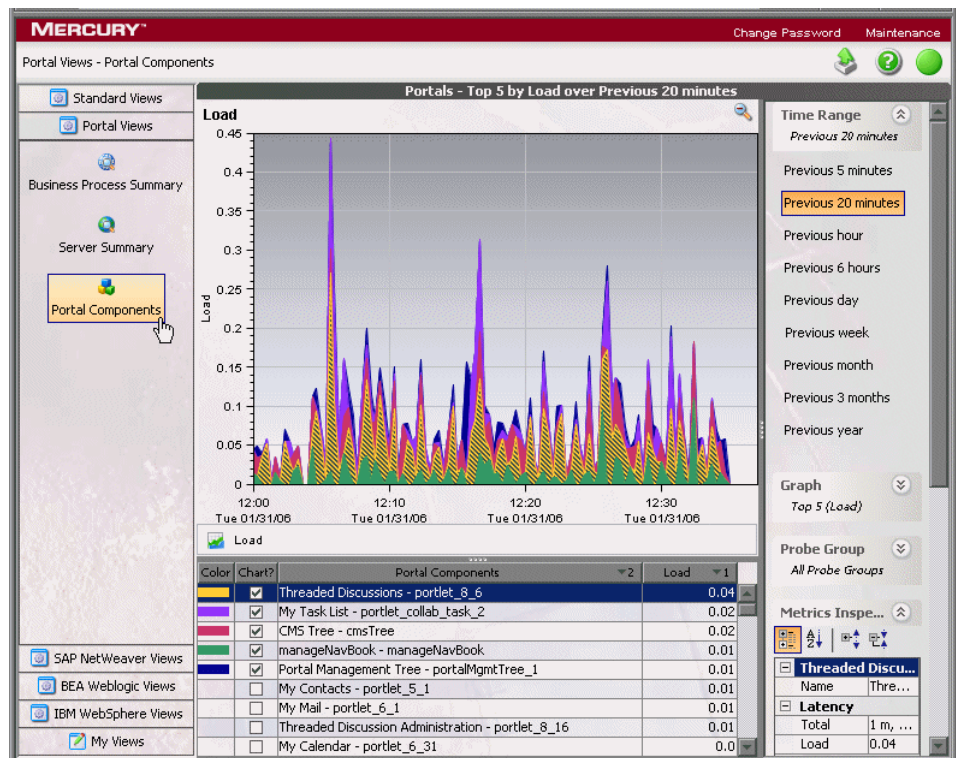 MERCURY™
Change Password Maintenance
Portal Views - Portal Components
Standard Views
Portal Views
Business Process Summary
Server Summary
Portal Components
SAP NetWeaver Views
BEA Weblogic Views
IBM WebSphere Views
My Views
Portals - Top 5 by Load over Previous 20 minutes
Load
0.45
0.4
0.35
0.3
0.25
0.2
0.15
0.1
0.05
0
Load
12:00 12:10 12:20 12:30
Tue 01/31/06 Tue 01/31/06 Tue 01/31/06 Tue 01/31/06
Load
Color Chart? Portal Components 2 Load 1
Threaded Discussions - portlet_8_6 0.04
My Task List - portlet_collab_task_2 0.02
CMS Tree - cmsTree 0.02
manageNavBook - manageNavBook 0.01
Portal Management Tree - portalMgmtTree_1 0.01
My Contacts - portlet_5_1 0.01
My Mail - portlet_6_1 0.01
Threaded Discussion Administration - portlet_8_16 0.01
My Calendar - portlet_6_31 0.0
Time Range
Previous 20 minutes
Previous 5 minutes
Previous 20 minutes
Previous hour
Previous 6 hours
Previous day
Previous week
Previous month
Previous 3 months
Previous year
Graph
Top 5 (Load)
Probe Group
All Probe Groups
Metrics Inspe...
A
Z
Threaded Discu...
Name Thre...
Latency
Total 1 m, ...
Load 0.04